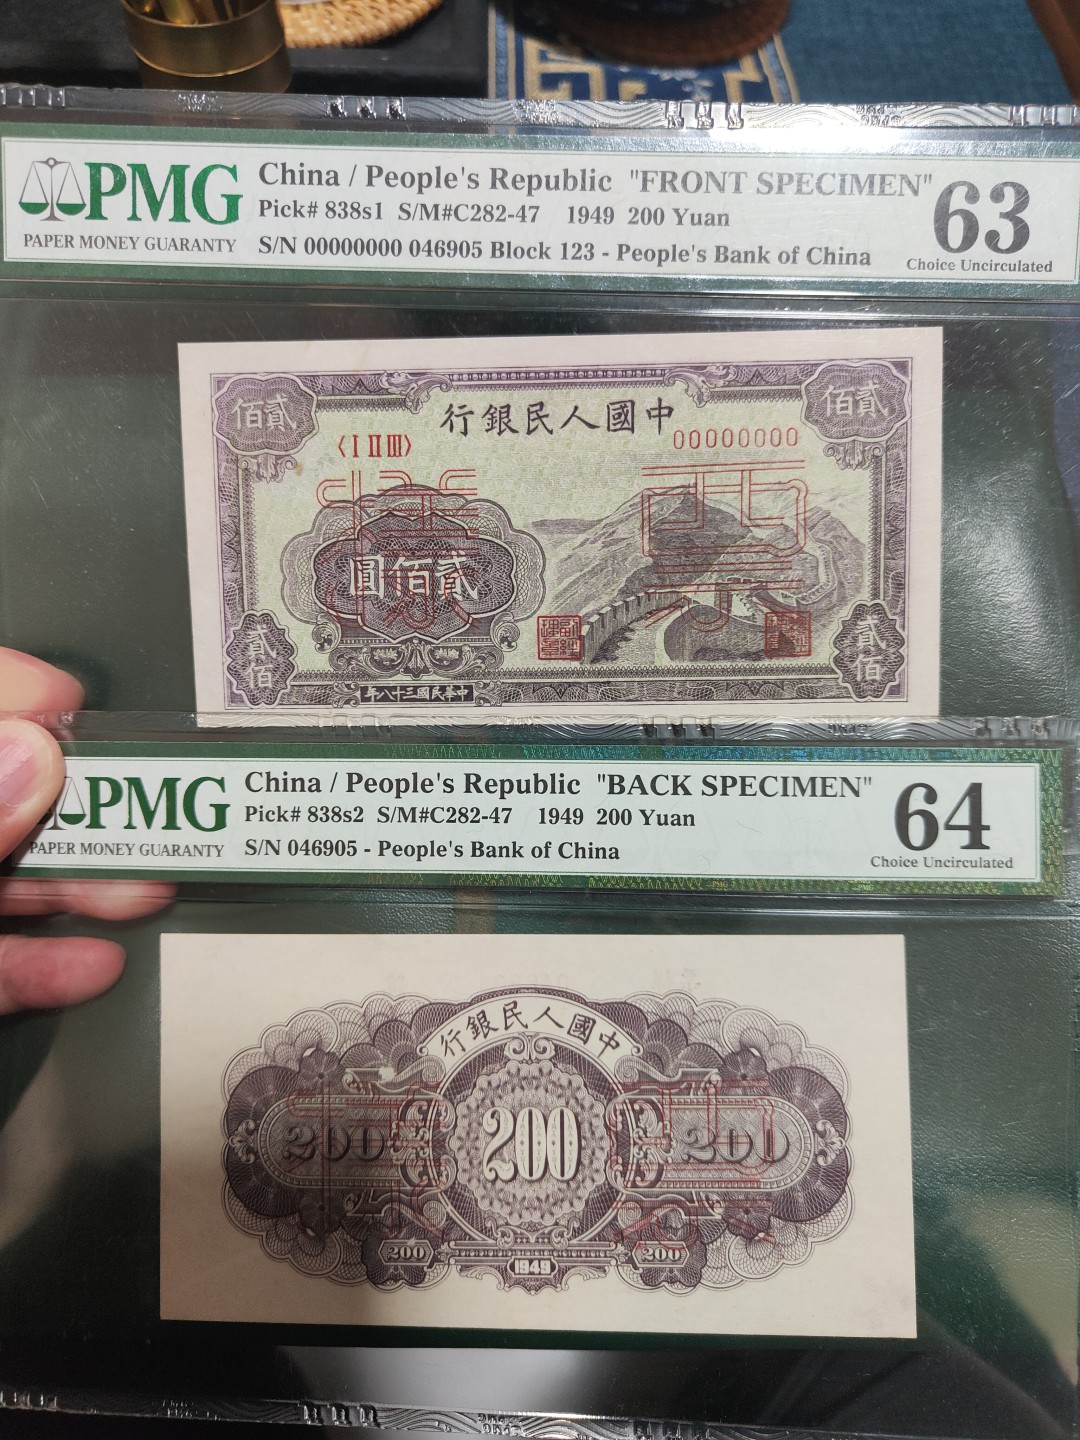 PMG
PAPER MONEY GUARANTY
China / People's Republic "FRONT SPECIMEN"
Pick# 838s1 S/M#C282-47 1949 200 Yuan
S/N 00000000 046905 Block 123 - People's Bank of China
63
Choice Uncirculated
佰貳
行銀民人國中
佰貳
〈I II III〉
00000000
票樣
圓佰貳
貳佰
貳佰
年八十三國民華中
PMG
PAPER MONEY GUARANTY
China / People's Republic "BACK SPECIMEN"
Pick# 838s2 S/M#C282-47 1949 200 Yuan
S/N 046905 - People's Bank of China
64
Choice Uncirculated
行銀民人國中
200
200
200
200
200
1949